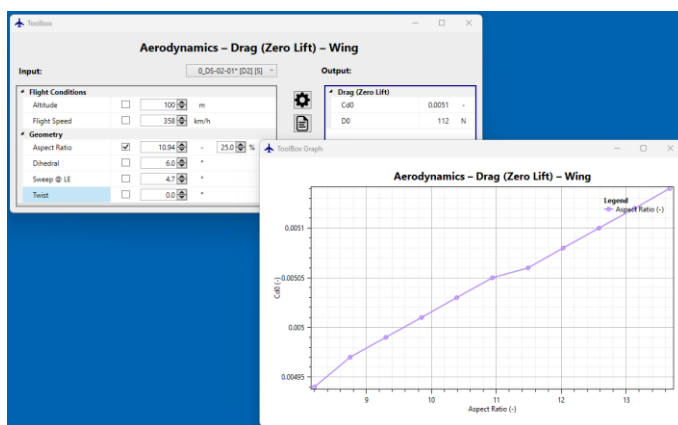 Toolbox
Aerodynamics – Drag (Zero Lift) – Wing
Input:
0_DS-02-01* [D2] [S]
Output:
Flight Conditions
Altitude 100 m
Flight Speed 358 km/h
Geometry
Aspect Ratio 10.94 - 25.0 %
Dihedral 6.0 °
Sweep @ LE 4.7 °
Twist 0.0 °
Drag (Zero Lift)
Cd0 0.0051 -
D0 112 N
ToolBox Graph
Aerodynamics – Drag (Zero Lift) – Wing
Legend
Aspect Ratio (-)
Cd0 (-)
0.0051
0.00505
0.005
0.00495
9 10 11 12 13
Aspect Ratio (-)